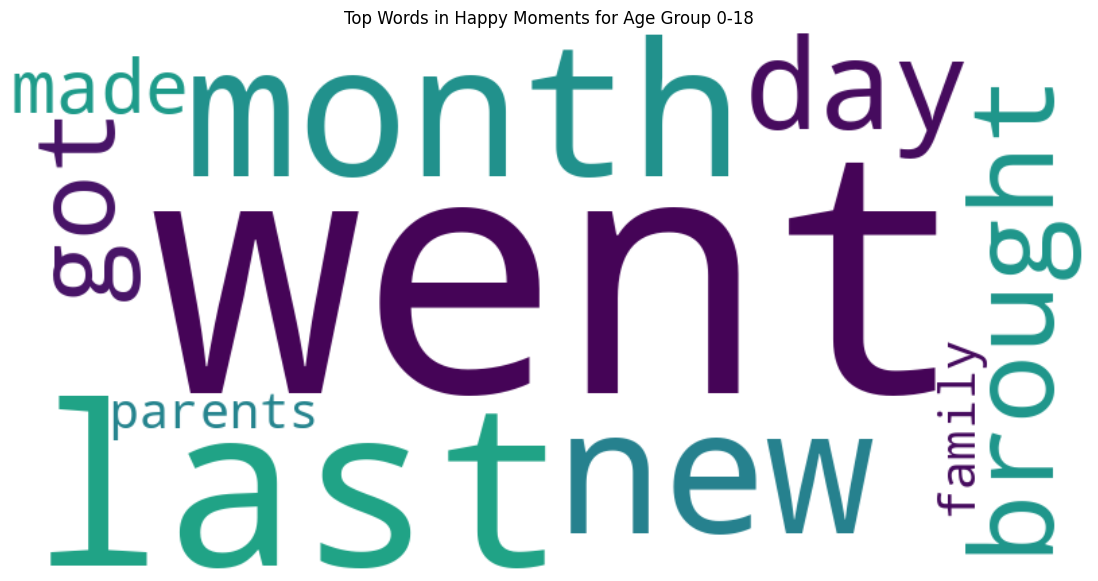 Top Words in Happy Moments for Age Group 0-18
made
month
day
got
went
brought
parents
family
last
new